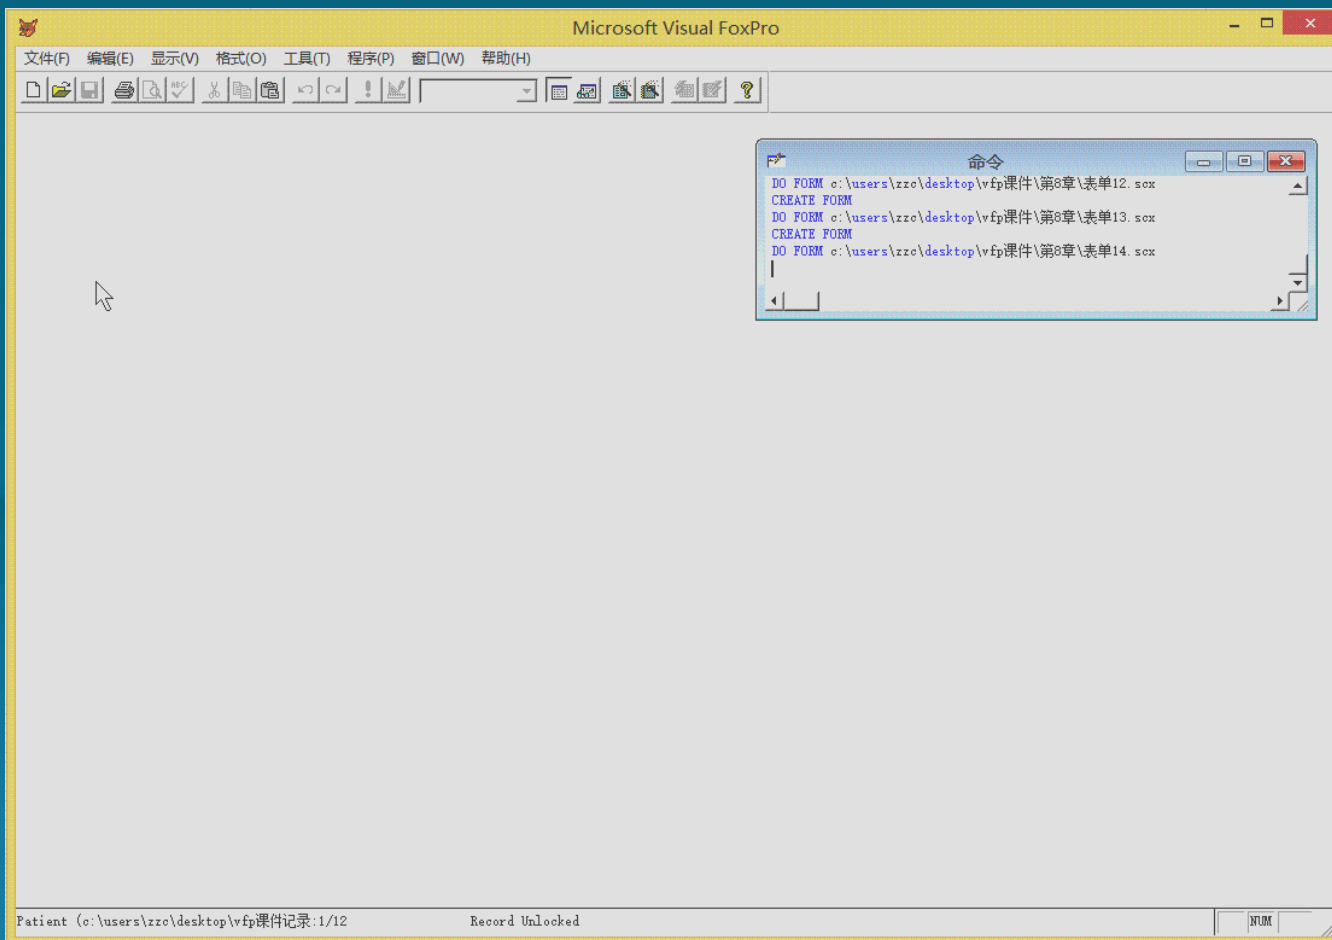 Microsoft Visual FoxPro
文件(F) 编辑(E) 显示(V) 格式(O) 工具(T) 程序(P) 窗口(W) 帮助(H)
命令
DO FORM c:\users\zzc\desktop\vfp课件\第8章\表单12.scx
CREATE FORM
DO FORM c:\users\zzc\desktop\vfp课件\第8章\表单13.scx
CREATE FORM
DO FORM c:\users\zzc\desktop\vfp课件\第8章\表单14.scx
Patient (c:\users\zzc\desktop\vfp课件记录:1/12 Record Unlocked NUM